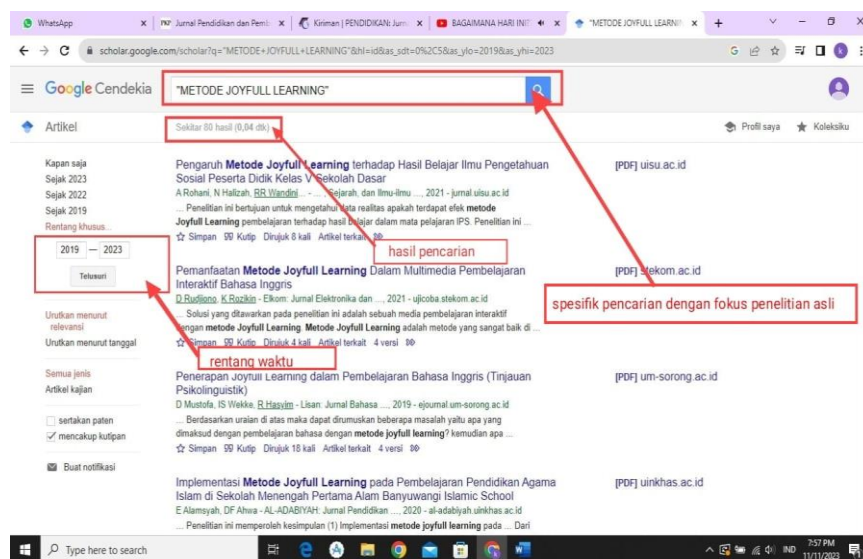 WhatsApp
Jurnal Pendidikan dan Pemb
Kiriman | PENDIDIKAN: Jurn
BAGAIMANA HARI INI
"METODE JOYFULL LEARNIN
scholar.google.com/scholar?q="METODE+JOYFULL+LEARNING"&hl=id&as_sdt=0%2C5&as_ylo=2019&as_yhi=2023
Google Cendekia
"METODE JOYFULL LEARNING"
Artikel
Sekitar 80 hasil (0,04 dtk)
Profil saya
Koleksiku
Kapan saja
Sejak 2023
Sejak 2022
Sejak 2019
Rentang khusus...
2019 — 2023
Telusuri
Urutkan menurut
relevansi
Urutkan menurut tanggal
Semua jenis
Artikel kajian
sertakan paten
mencakup kutipan
Buat notifikasi
Pengaruh Metode Joyfull Learning terhadap Hasil Belajar Ilmu Pengetahuan
Sosial Peserta Didik Kelas V Sekolah Dasar
A Rohani, N Halizah, RR Wandini... - ... , Sejarah, dan Ilmu-Ilmu ..., 2021 - jurnal.uisu.ac.id
... Penelitian ini bertujuan untuk mengetahui data realitas apakah terdapat efek metode
Joyfull Learning pembelajaran terhadap hasil belajar dalam mata pelajaran IPS. Penelitian ini ...
Simpan Kutip Dirujuk 8 kali Artikel terkait
[PDF] uisu.ac.id
hasil pencarian
Pemanfaatan Metode Joyfull Learning Dalam Multimedia Pembelajaran
Interaktif Bahasa Inggris
D Rudjiono, K Rozikin - Elkom: Jurnal Elektronika dan ..., 2021 - ujicoba.stekom.ac.id
... Solusi yang ditawarkan pada penelitian ini adalah sebuah media pembelajaran interaktif
dengan metode Joyfull Learning. Metode Joyfull Learning adalah metode yang sangat baik di ...
Simpan Kutip Dirujuk 4 kali Artikel terkait 4 versi
[PDF] stekom.ac.id
spesifik pencarian dengan fokus penelitian asli
rentang waktu
Penerapan Joyfull Learning dalam Pembelajaran Bahasa Inggris (Tinjauan
Psikolinguistik)
D Mustofa, IS Wekke, R Hasyim - Lisan: Jurnal Bahasa ..., 2019 - ejournal.um-sorong.ac.id
... Berdasarkan uraian di atas maka dapat dirumuskan beberapa masalah yaitu apa yang
dimaksud dengan pembelajaran bahasa dengan metode joyfull learning? kemudian apa ...
Simpan Kutip Dirujuk 18 kali Artikel terkait 4 versi
[PDF] um-sorong.ac.id
Implementasi Metode Joyfull Learning pada Pembelajaran Pendidikan Agama
Islam di Sekolah Menengah Pertama Alam Banyuwangi Islamic School
E Alamsyah, DF Ahwa - AL-ADABIYAH: Jurnal Pendidikan ..., 2020 - al-adabiyah.uinkhas.ac.id
... Penelitian ini memperoleh kesimpulan (1) Implementasi metode joyfull learning pada ... Dari
[PDF] uinkhas.ac.id
Type here to search
IND
7:57 PM
11/11/2023